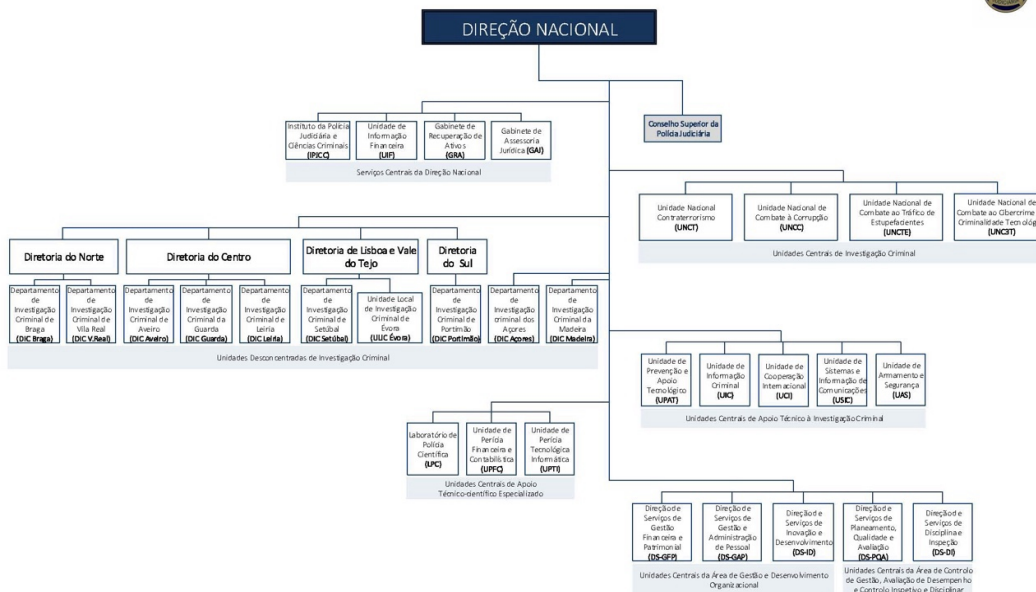 DIREÇÃO NACIONAL
Conselho Superior da
Polícia Judiciária
Instituto da Polícia
Judiciária e
Ciências Criminais
(IPJCC)
Unidade de
Informação
Financeira
(UIF)
Gabinete de
Recuperação de
Ativos
(GRA)
Gabinete de
Assessoria
Jurídica (GAJ)
Serviços Centrais da Direção Nacional
Unidade Nacional
Contraterrorismo
(UNCT)
Unidade Nacional de
Combate à Corrupção
(UNCC)
Unidade Nacional de
Combate ao Tráfico de
Estupefacientes
(UNCTE)
Unidade Nacional de
Combate ao Cibercrime
Criminalidade Tecnológ
(UNC3T)
Unidades Centrais de Investigação Criminal
Diretoria do Norte
Diretoria do Centro
Diretoria de Lisboa e Vale
do Tejo
Diretoria
do Sul
Departamento
de
Investigação
Criminal de
Braga
(DIC Braga)
Departamento
de
Investigação
Criminal de
Vila Real
(DIC V.Real)
Departamento
de
Investigação
Criminal de
Aveiro
(DIC Aveiro)
Departamento
de
Investigação
Criminal da
Guarda
(DIC Guarda)
Departamento
de
Investigação
Criminal de
Leiria
(DIC Leiria)
Departamento
de
Investigação
Criminal de
Setúbal
(DIC Setúbal)
Unidade Local
de Investigação
Criminal de
Évora
(ULIC Évora)
Departamento
de
Investigação
Criminal de
Portimão
(DIC Portimão)
Departamento
de
Investigação
criminal dos
Açores
(DIC Açores)
Departamento
de
Investigação
Criminal da
Madeira
(DIC Madeira)
Unidades Desconcentradas de Investigação Criminal
Unidade de
Prevenção e
Apoio
Tecnológico
(UPAT)
Unidade de
Informação
Criminal
(UIC)
Unidade de
Cooperação
Internacional
(UCI)
Unidade de
Sistemas e
Informação de
Comunicações
(USIC)
Unidade de
Armamento e
Segurança
(UAS)
Unidades Centrais de Apoio Técnico à Investigação Criminal
Laboratório de
Polícia
Científica
(LPC)
Unidade de
Perícia
Financeira e
Contabilística
(UPFC)
Unidade de
Perícia
Tecnológica
Informática
(UPTI)
Unidades Centrais de Apoio
Técnico-científico Especializado
Direção de
Serviços de
Gestão
Financeira e
Patrimonial
(DS-GFP)
Direção de
Serviços de
Gestão e
Administração
de Pessoal
(DS-GAP)
Direção de
Serviços de
Inovação e
Desenvolvimento
(DS-ID)
Direção de
Serviços de
Planeamento,
Qualidade e
Avaliação
(DS-PQA)
Direção de
Serviços de
Disciplina e
Inspeção
(DS-DI)
Unidades Centrais da Área de Gestão e Desenvolvimento
Organizacional
Unidades Centrais da Área de Controlo
de Gestão, Avaliação de Desempenho
e Controlo Inspetivo e Disciplinar